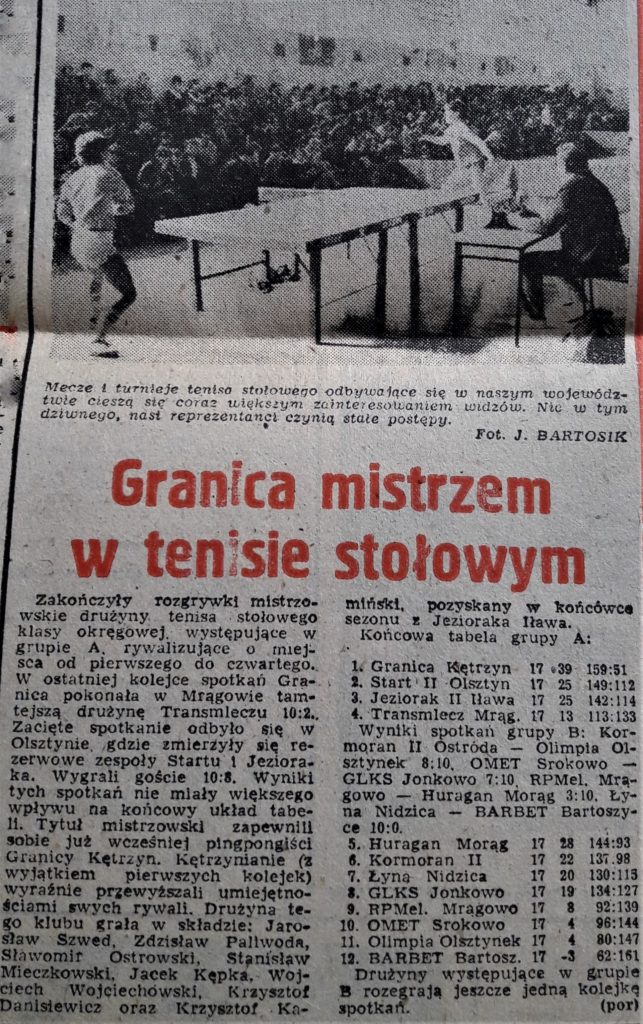 Mecze i turnieje tenisa stołowego odbywające się w naszym wojewódz-
twie cieszą się coraz większym zainteresowaniem widzów. Nic w tym
dziwnego, nasi reprezentanci czynią stałe postępy.
Fot. J. BARTOSIK
Granica mistrzem
w tenisie stołowym
Zakończyły rozgrywki mistrzo-
wskie drużyny tenisa stołowego
klasy okręgowej, występujące w
grupie A, rywalizujące o miej-
sca od pierwszego do czwartego.
W ostatniej kolejce spotkań Gra-
nica pokonała w Mrągowie tam-
tejszą drużynę Transmleczu 10:2.
Zacięte spotkanie odbyło się w
Olsztynie, gdzie zmierzyły się re-
zerwowe zespoły Startu i Jeziora-
ka. Wygrali goście 10:8. Wyniki
tych spotkań nie miały większego
wpływu na końcowy układ tabe-
li. Tytuł mistrzowski zapewnili
sobie już wcześniej pingpongiści
Granicy Kętrzyn. Kętrzynianie (z
wyjątkiem pierwszych kolejek)
wyraźnie przewyższali umiejętno-
ściami swych rywali. Drużyna te-
go klubu grała w składzie: Jaro-
sław Szwed, Zdzisław Paliwoda,
Sławomir Ostrowski, Stanisław
Mieczkowski, Jacek Kępka, Woj-
ciech Wojciechowski, Krzysztof
Danisiewicz oraz Krzysztof Ka-
miński, pozyskany w końcówce
sezonu z Jezioraka Iława.
Końcowa tabela grupy A:
1. Granica Kętrzyn 17 39 159:51
2. Start II Olsztyn 17 25 149:112
3. Jeziorak II Iława 17 25 142:114
4. Transmlecz Mrąg. 17 13 113:133
Wyniki spotkań grupy B: Kor-
moran II Ostróda — Olimpia Ol-
sztynek 8:10, OMET Srokowo —
GLKS Jonkowo 7:10, RPMel. Mrą-
gowo — Huragan Morąg 3:10, Ły-
na Nidzica — BARBET Bartoszy-
ce 10:0.
5. Huragan Morąg 17 28 144:93
6. Kormoran II 17 22 137.98
7. Łyna Nidzica 17 20 130:115
8. GLKS Jonkowo 17 19 134:127
9. RPMel. Mrągowo 17 8 92:139
10. OMET Srokowo 17 4 96:144
11. Olimpia Olsztynek 17 4 80:147
12. BARBET Bartosz. 17 -3 62:161
Drużyny występujące w grupie
B rozegrają jeszcze jedną kolejkę
spotkań. (por)